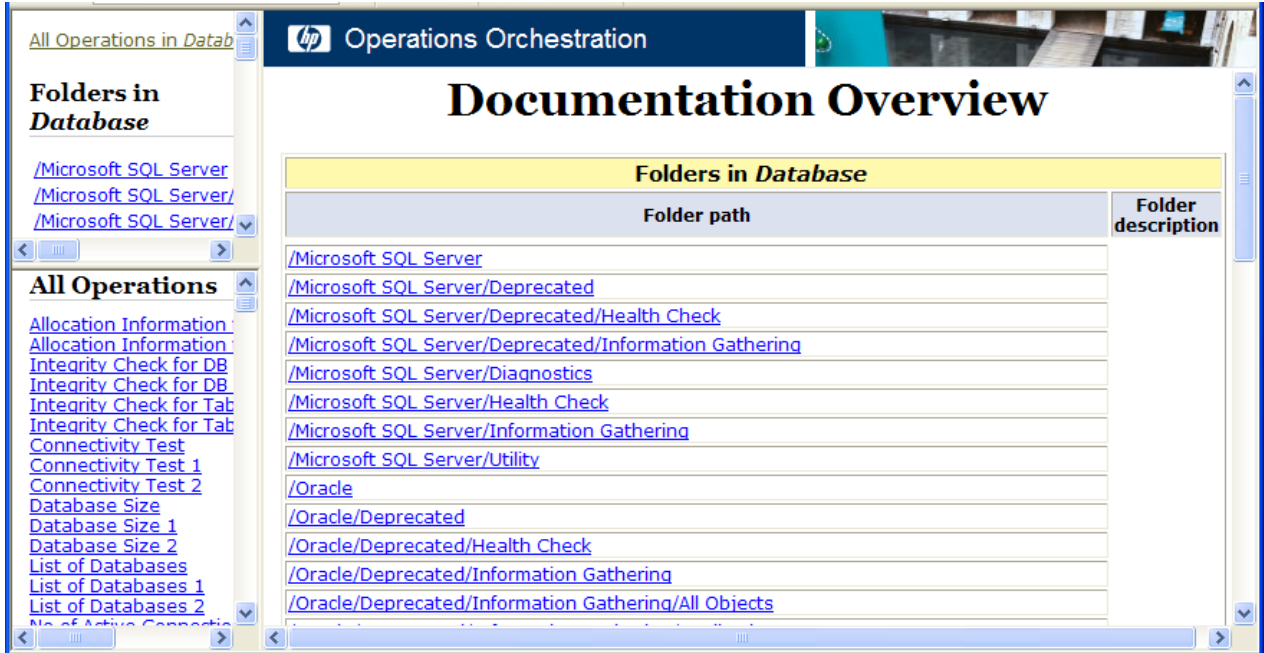 All Operations in Datab
Folders in
Database
/Microsoft SQL Server
/Microsoft SQL Server/
/Microsoft SQL Server/
All Operations
Allocation Information
Allocation Information
Integrity Check for DB
Integrity Check for DB
Integrity Check for Tab
Integrity Check for Tab
Connectivity Test
Connectivity Test 1
Connectivity Test 2
Database Size
Database Size 1
Database Size 2
List of Databases
List of Databases 1
List of Databases 2
No of Active Connectio
hp Operations Orchestration
Documentation Overview
Folders in Database
Folder path
Folder
description
/Microsoft SQL Server
/Microsoft SQL Server/Deprecated
/Microsoft SQL Server/Deprecated/Health Check
/Microsoft SQL Server/Deprecated/Information Gathering
/Microsoft SQL Server/Diagnostics
/Microsoft SQL Server/Health Check
/Microsoft SQL Server/Information Gathering
/Microsoft SQL Server/Utility
/Oracle
/Oracle/Deprecated
/Oracle/Deprecated/Health Check
/Oracle/Deprecated/Information Gathering
/Oracle/Deprecated/Information Gathering/All Objects